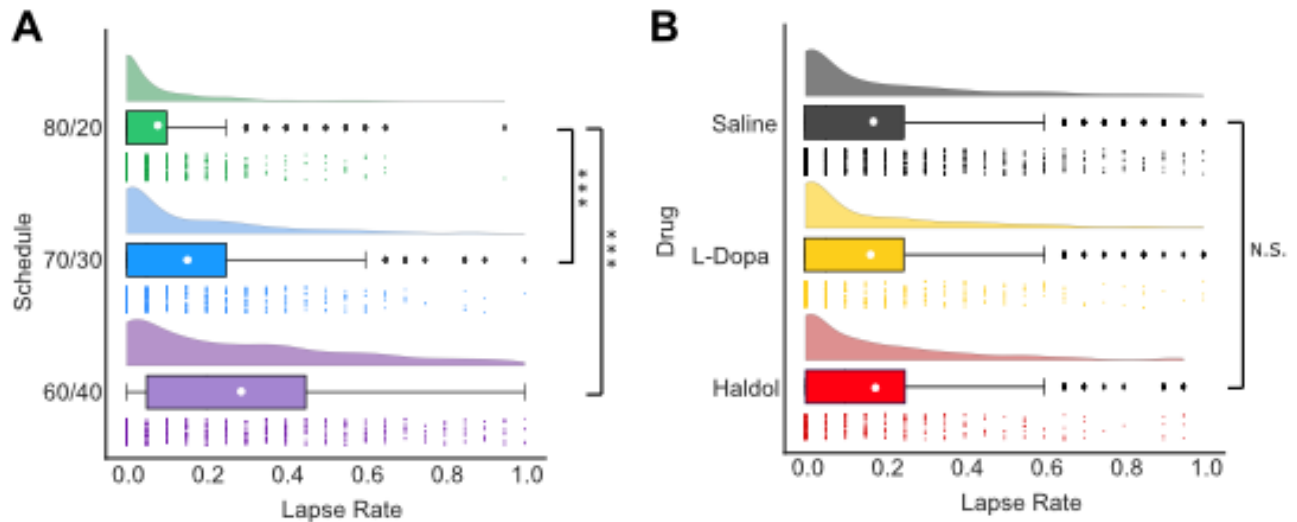 A
Schedule
80/20
70/30
60/40
***
***
0.0 0.2 0.4 0.6 0.8 1.0
Lapse Rate
B
Drug
Saline
L-Dopa
Haldol
N.S.
0.0 0.2 0.4 0.6 0.8 1.0
Lapse Rate